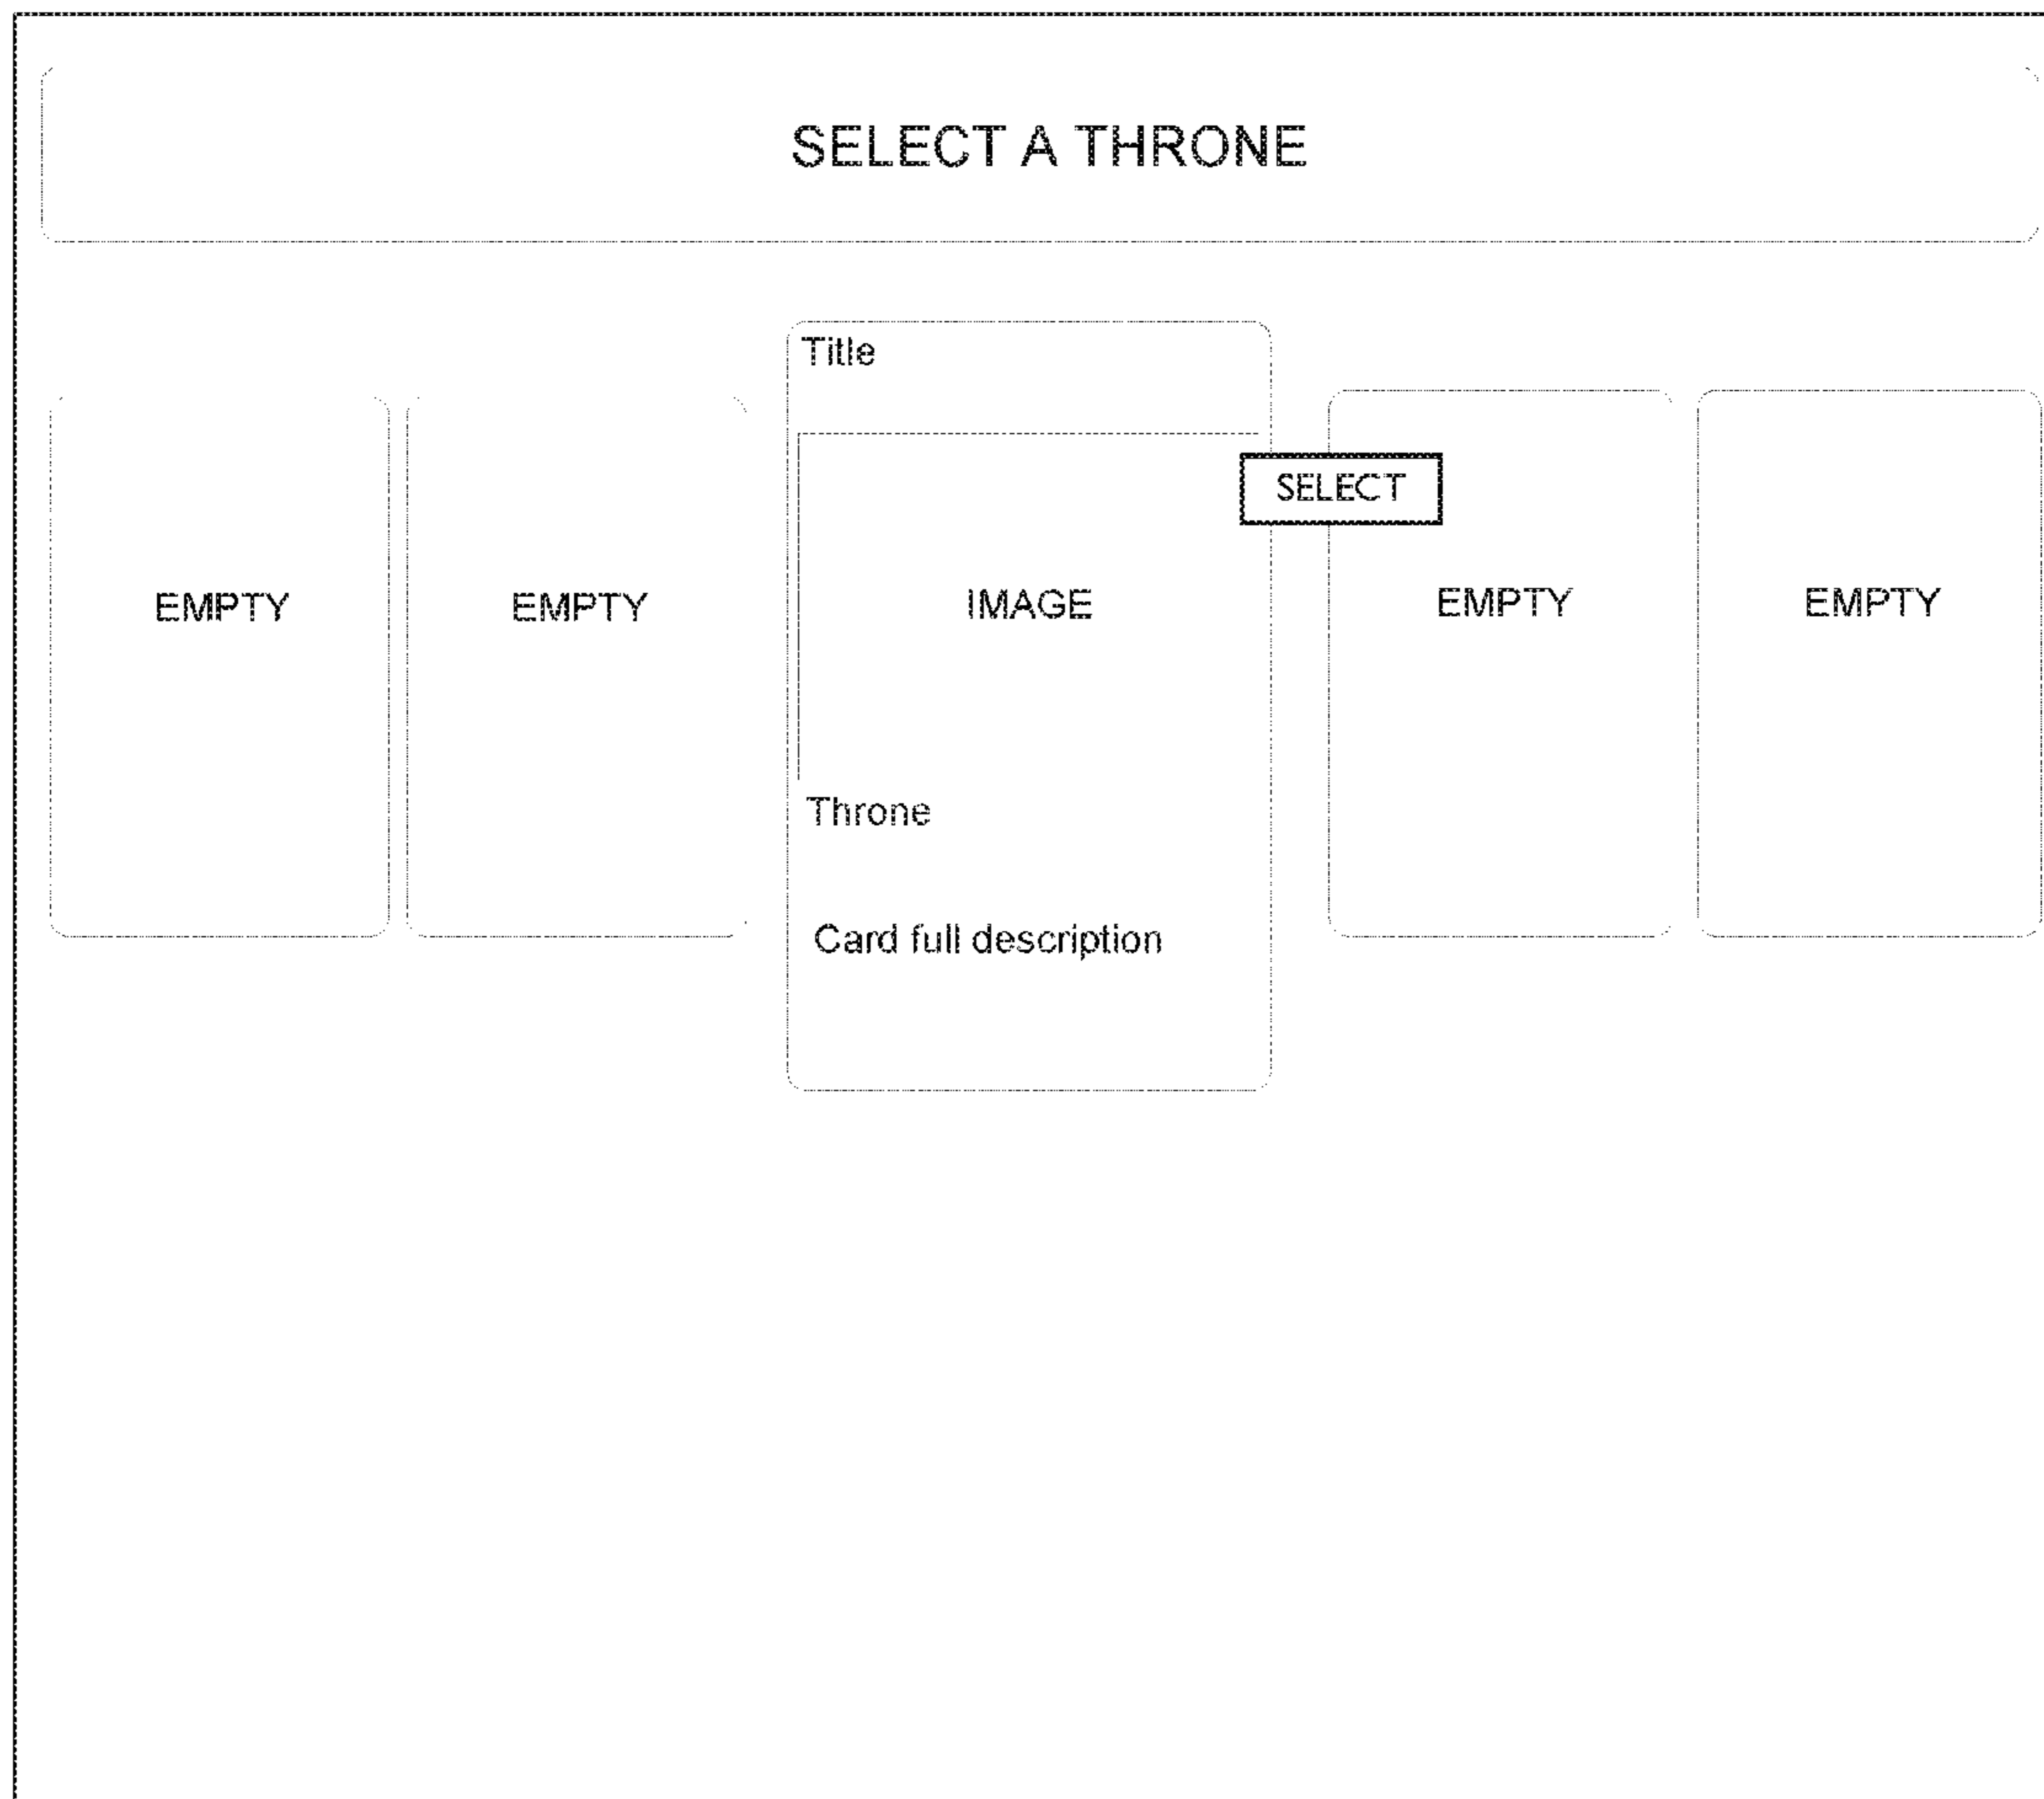 SELECT A THRONE
Title
SELECT
EMPTY
EMPTY
IMAGE
EMPTY
EMPTY
Throne
Card full description